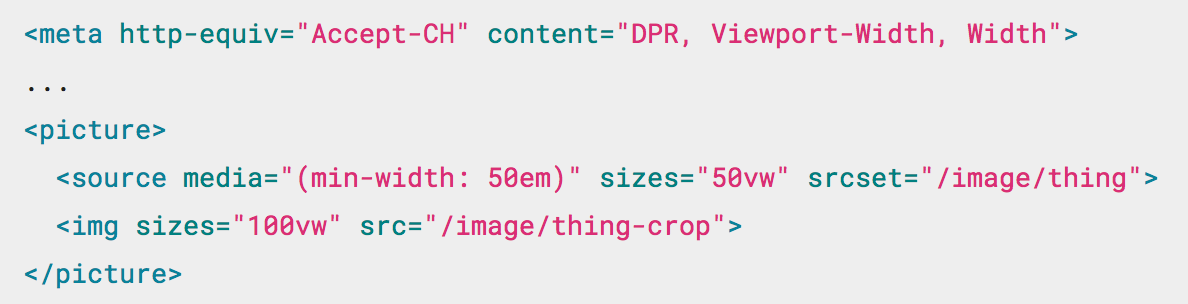 <meta http-equiv="Accept-CH" content="DPR, Viewport-Width, Width">
...
<picture>
  <source media="(min-width: 50em)" sizes="50vw" srcset="/image/thing">
  <img sizes="100vw" src="/image/thing-crop">
</picture>